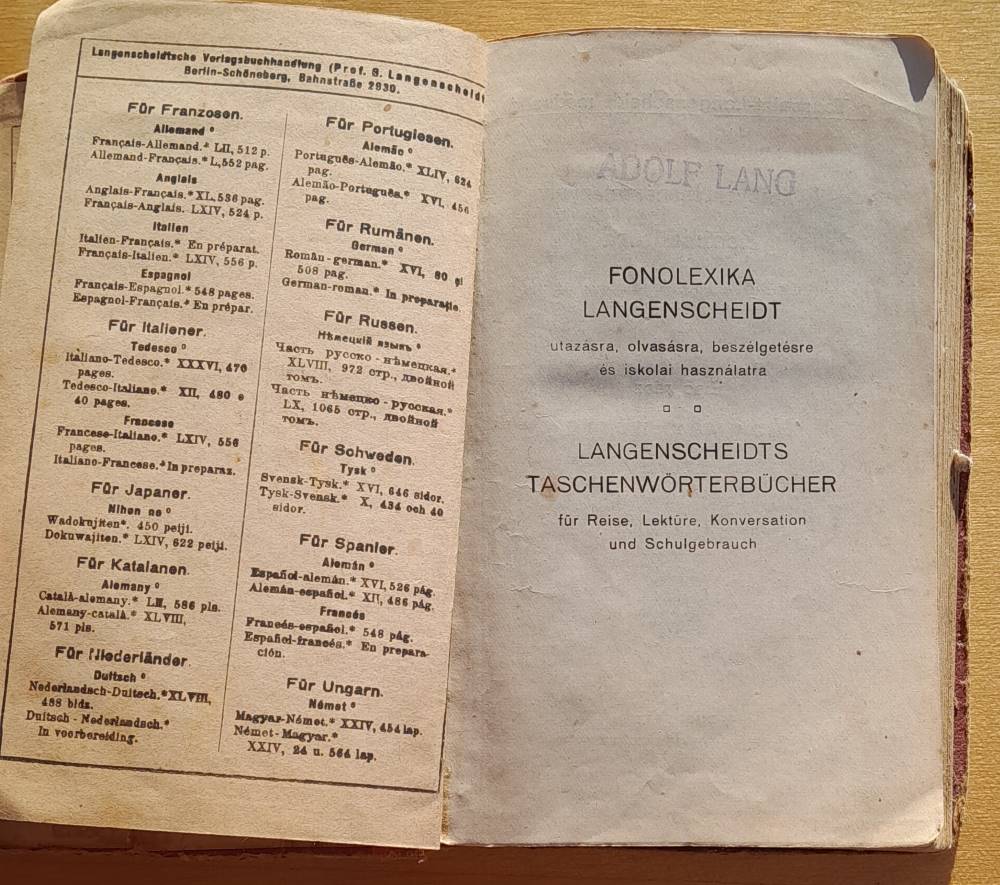 Langenscheidtsche Verlagsbuchhandlung (Prof. G. Langenscheidt
Berlin-Schöneberg, Bahnstraße 29/30.
Für Franzosen.
Allemand °
Français-Allemand.* LII, 512 p.
Allemand-Français.* L, 552 pag.
Anglais
Anglais-Français.* XL, 536 pag.
Français-Anglais. LXIV, 524 p.
Italien
Italien-Français.* En préparat.
Français-Italien.* LXIV, 556 p.
Espagnol
Français-Espagnol.* 548 pages.
Espagnol-Français.* En prépar.
Für Italiener.
Tedesco °
Italiano-Tedesco.* XXXVI, 476
pages.
Tedesco-Italiano.* XII, 480 e
40 pages.
Francese
Francese-Italiano.* LXIV, 556
pages.
Italiano-Francese.* In preparaz.
Für Japaner.
Nihon no °
Wadokujiten*. 450 peiji.
Dokuwajiten.* LXIV, 622 peiji.
Für Katalanen.
Alemany °
Català-alemany.* LII, 586 pls.
Alemany-català.* XLVIII,
571 pls.
Für Niederländer.
Duitsch °
Nederlandsch-Duitsch.* XLVIII,
488 bldz.
Duitsch - Nederlandsch.*
In voorbereiding.
Für Portugiesen.
Alemão °
Português-Alemão.* XLIV, 624
pag.
Alemão-Português.* XVI, 456
pag.
Für Rumänen.
German °
Român-german.* XVI, 80 și
508 pag.
German-roman.* In preparație.
Für Russen.
Нѣмецкій языкъ °
Часть русско-нѣмецкая.*
XLVIII, 972 стр., двойной
томъ.
Часть нѣмецко-русская.*
LX, 1065 стр., двойной
томъ.
Für Schweden.
Tysk °
Svensk-Tysk.* XVI, 646 sidor.
Tysk-Svensk.* X, 434 och 40
sidor.
Für Spanier.
Alemán °
Español-alemán.* XVI, 526 pág.
Alemán-español.* XII, 486 pág.
Francés
Francés-español.* 548 pág.
Español-francés.* En prepara-
ción.
Für Ungarn.
Német °
Magyar-Német.* XXIV, 454 lap.
Német-Magyar.*
XXIV, 24 u. 564 lap.
ADOLF LANG
FONOLEXIKA
LANGENSCHEIDT
utazásra, olvasásra, beszélgetésre
és iskolai használatra
LANGENSCHEIDTS
TASCHENWÖRTERBÜCHER
für Reise, Lektüre, Konversation
und Schulgebrauch